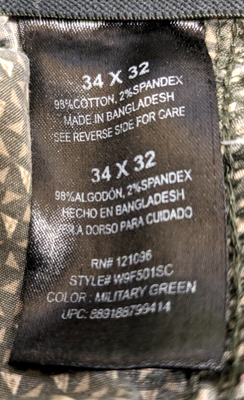 34 X 32
98%COTTON, 2%SPANDEX
MADE IN BANGLADESH
SEE REVERSE SIDE FOR CARE
34 X 32
98%ALGODÓN, 2%SPANDEX
HECHO EN BANGLADESH
DORSO PARA CUIDADO
RN# 121096
STYLE# W9F501SC
COLOR : MILITARY GREEN
UPC: 889188799414